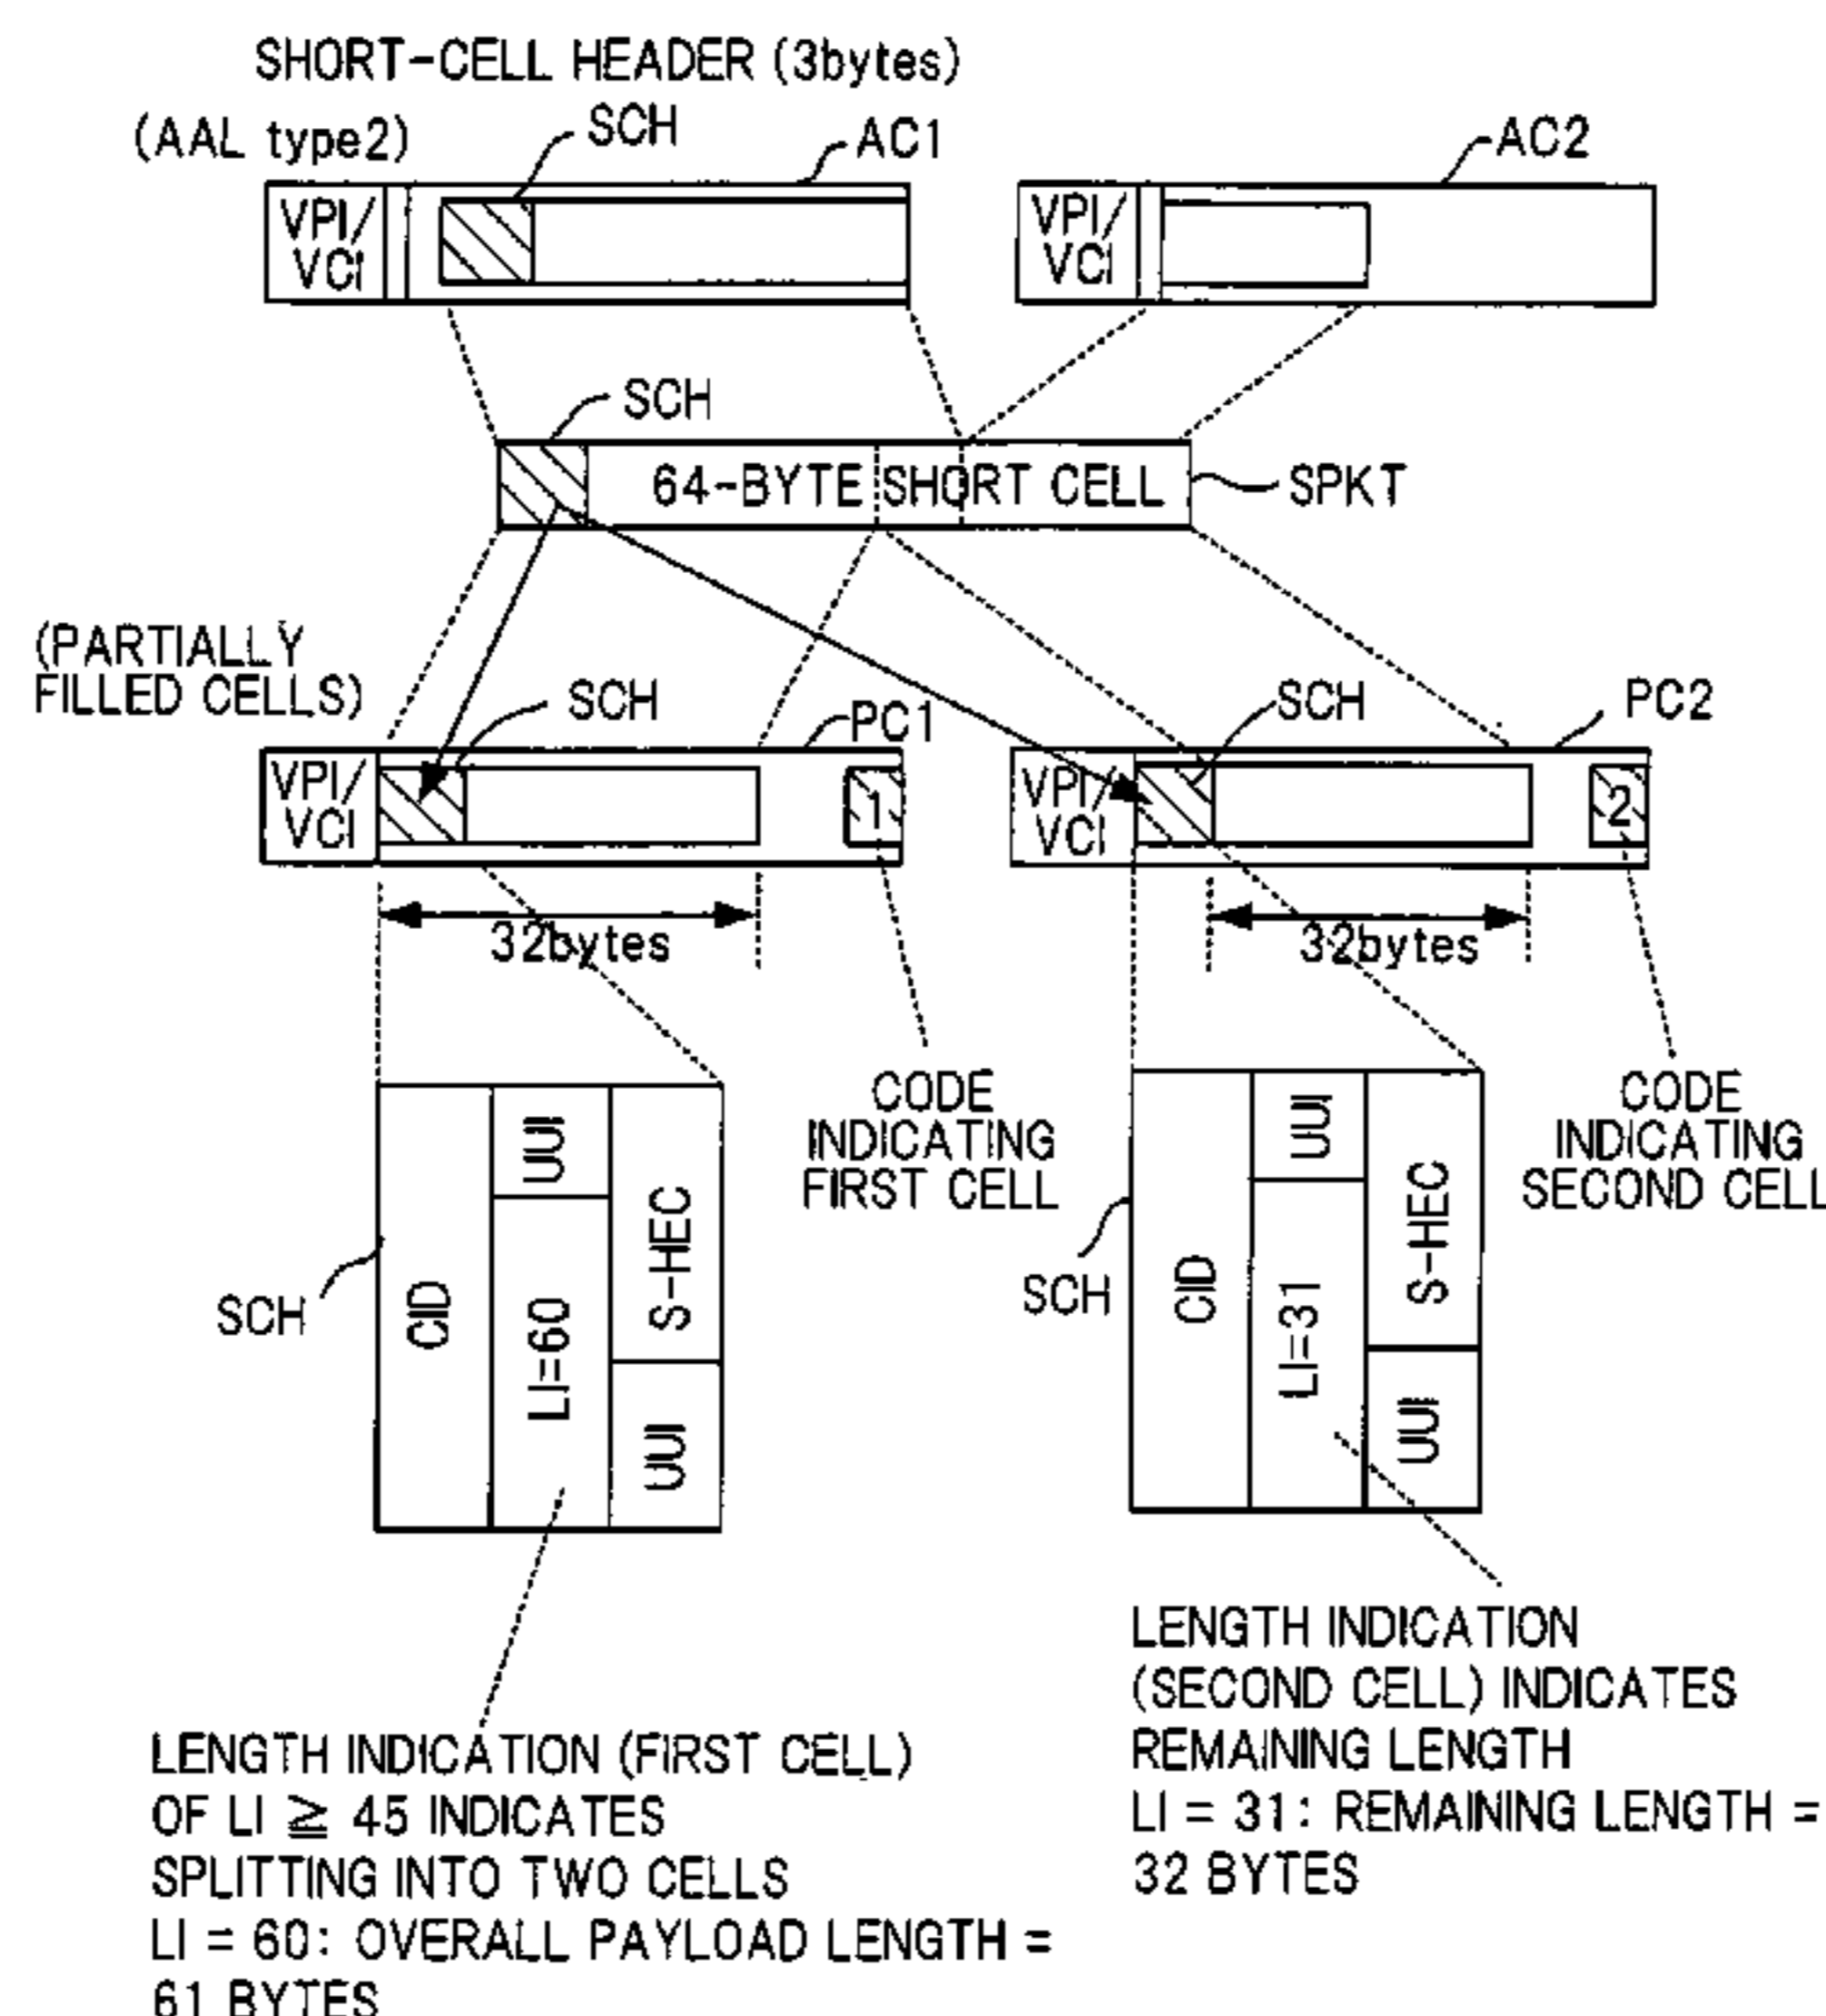 SHORT-CELL HEADER (3bytes)
(AAL type2)
SCH
AC1
AC2
VPI/
VCI
VPI/
VCI
SCH
64-BYTE SHORT CELL
SPKT
(PARTIALLY
FILLED CELLS)
SCH
PC1
SCH
PC2
VPI/
VCI
1
VPI/
VCI
2
32bytes
32bytes
CODE
INDICATING
FIRST CELL
CODE
INDICATING
SECOND CELL
SCH
CID
UUI
LI=60
S-HEC
UUI
SCH
CID
UUI
LI=31
S-HEC
UUI
LENGTH INDICATION (FIRST CELL)
OF LI ≧ 45 INDICATES
SPLITTING INTO TWO CELLS
LI = 60: OVERALL PAYLOAD LENGTH =
61 BYTES
LENGTH INDICATION
(SECOND CELL) INDICATES
REMAINING LENGTH
LI = 31: REMAINING LENGTH =
32 BYTES